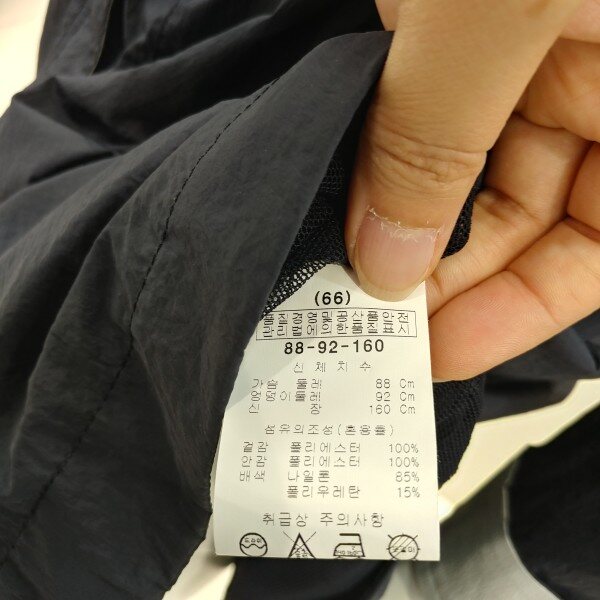 (66)
품질경영및공산품안전
관리법에의한품질표시
88-92-160
신체치수
가슴둘레 88 Cm
엉덩이둘레 92 Cm
신 장 160 Cm
섬유의조성(혼용률)
겉감 폴리에스터 100%
안감 폴리에스터 100%
배색 나일론 85%
폴리우레탄 15%
취급상 주의사항